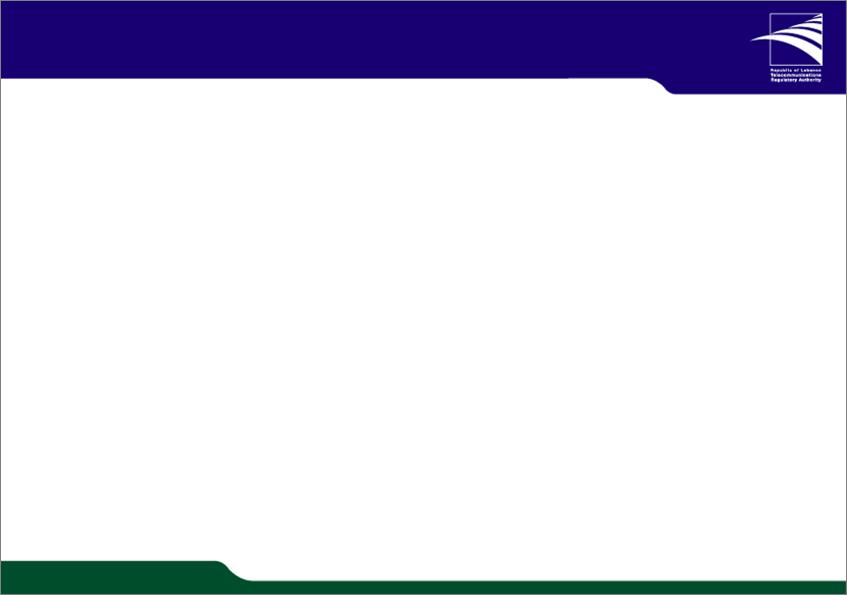 Republic of Lebanon
Telecommunications
Regulatory Authority